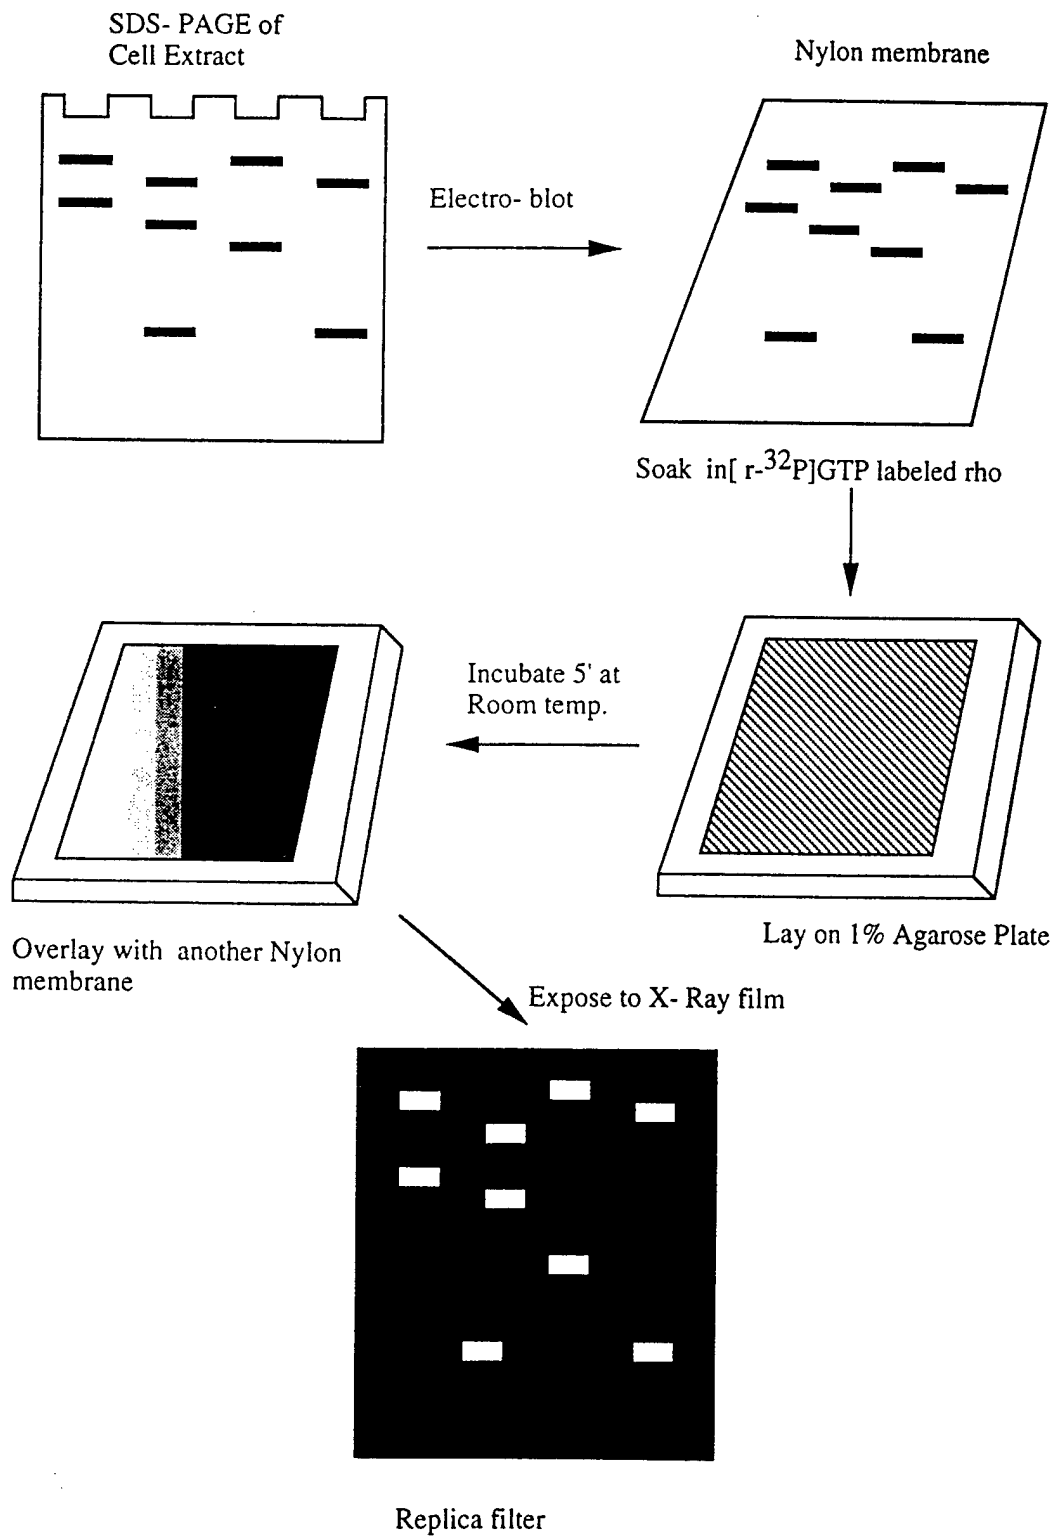 SDS- PAGE of
Cell Extract
Nylon membrane
Electro- blot
Soak in[ r-32P]GTP labeled rho
Incubate 5' at
Room temp.
Lay on 1% Agarose Plate
Overlay with another Nylon
membrane
Expose to X- Ray film
Replica filter